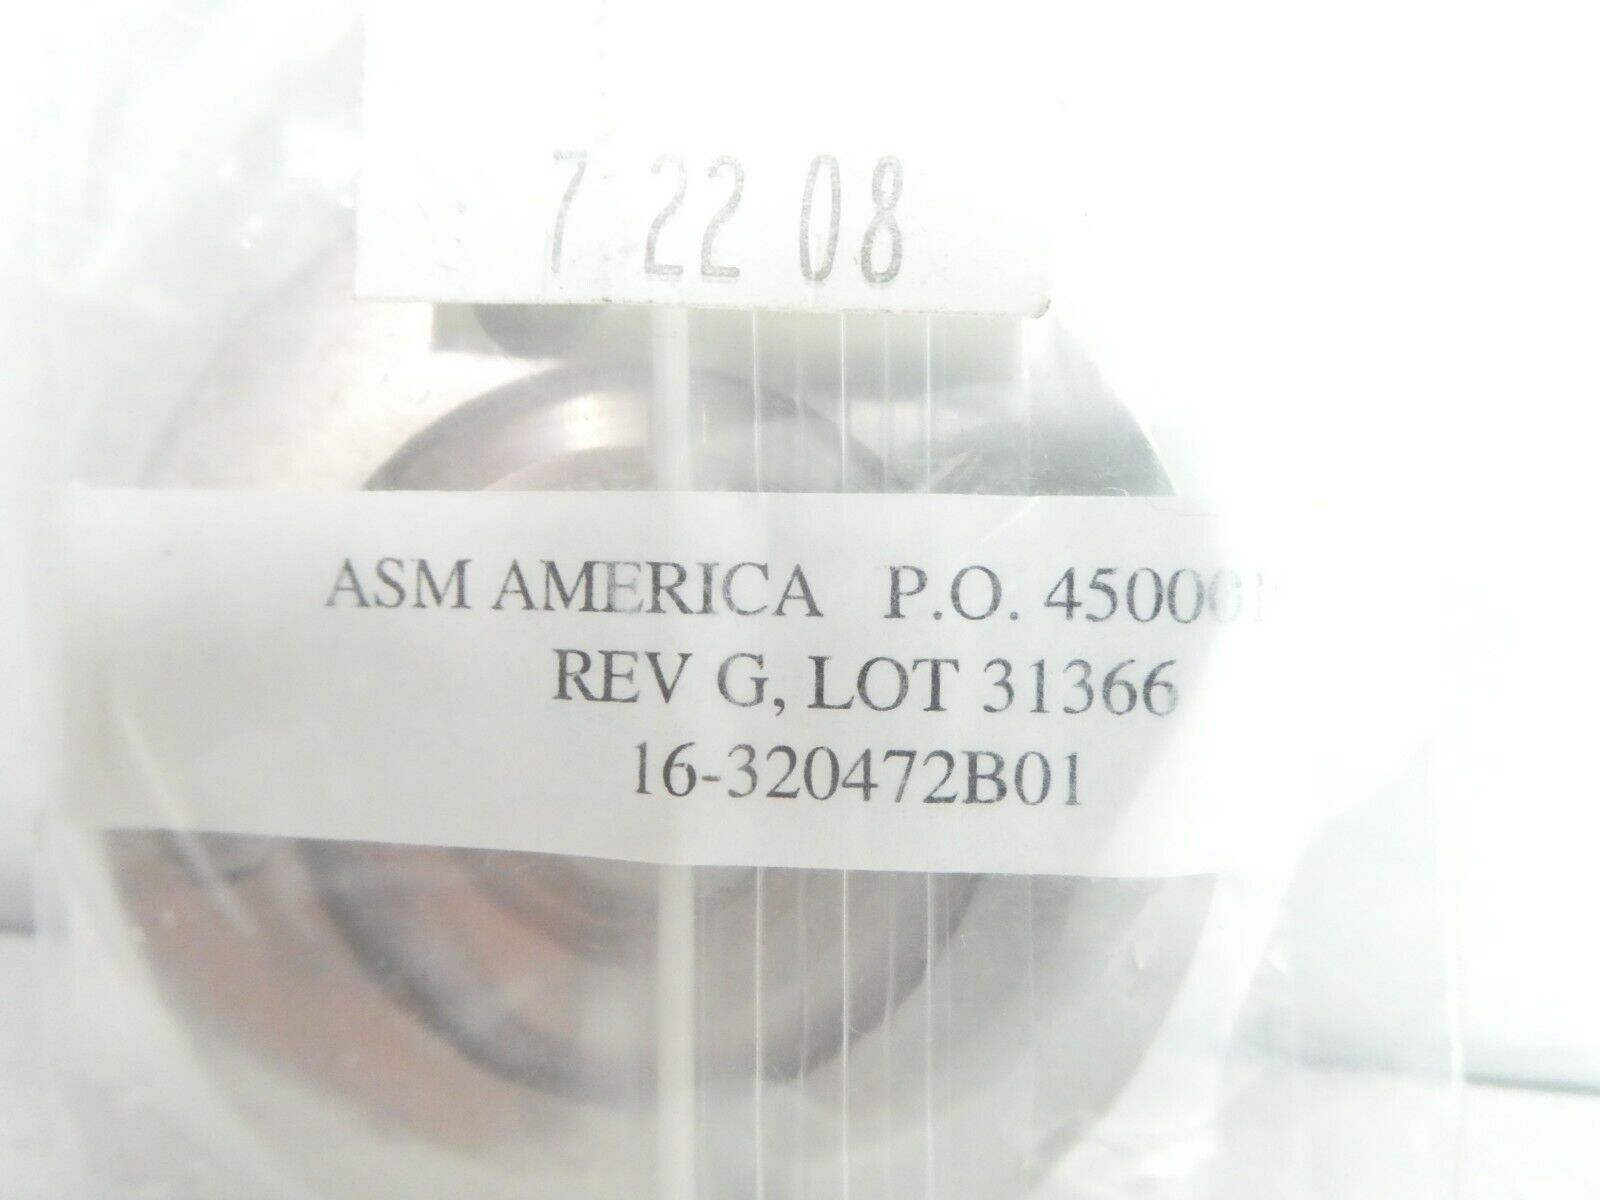 7 22 08
ASM AMERICA P.O.
REV G, LOT 31366
16-320472B01